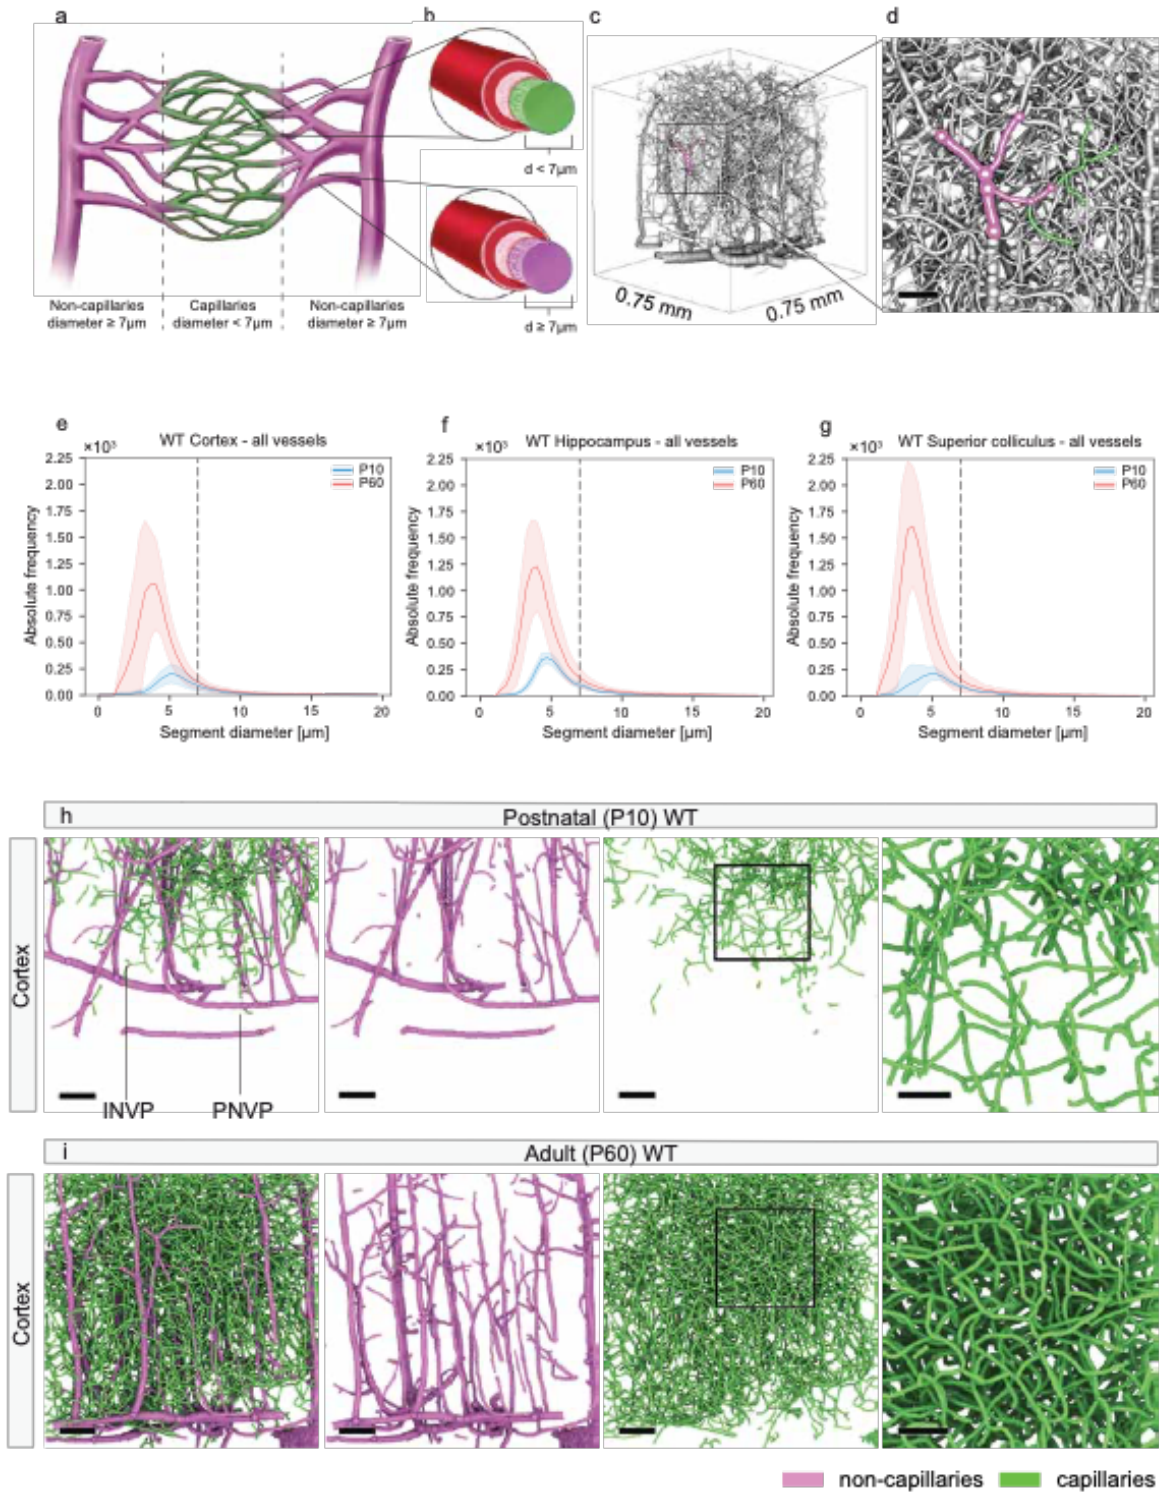 a
b
c
d
d < 7µm
d ≥ 7µm
Non-capillaries
diameter ≥ 7µm
Capillaries
diameter < 7µm
Non-capillaries
diameter ≥ 7µm
0.75 mm
0.75 mm
e
WT Cortex - all vessels
×10³
P10
P60
2.25
2.00
1.75
1.50
1.25
1.00
0.75
0.50
0.25
0.00
Absolute frequency
0 5 10 15 20
Segment diameter [µm]
f
WT Hippocampus - all vessels
×10³
P10
P60
2.25
2.00
1.75
1.50
1.25
1.00
0.75
0.50
0.25
0.00
Absolute frequency
0 5 10 15 20
Segment diameter [µm]
g
WT Superior colliculus - all vessels
×10³
P10
P60
2.25
2.00
1.75
1.50
1.25
1.00
0.75
0.50
0.25
0.00
Absolute frequency
0 5 10 15 20
Segment diameter [µm]
h
Postnatal (P10) WT
Cortex
INVP
PNVP
i
Adult (P60) WT
Cortex
non-capillaries
capillaries